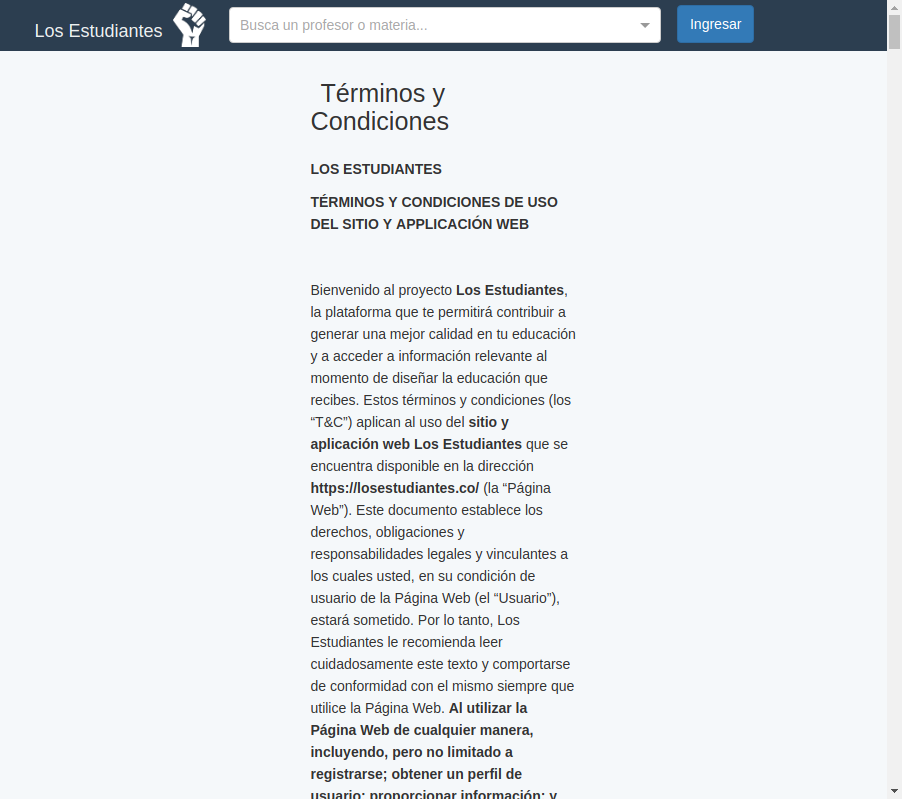 Los Estudiantes
Busca un profesor o materia...
Ingresar
Términos y
Condiciones
LOS ESTUDIANTES
TÉRMINOS Y CONDICIONES DE USO
DEL SITIO Y APLICACIÓN WEB
Bienvenido al proyecto Los Estudiantes,
la plataforma que te permitirá contribuir a
generar una mejor calidad en tu educación
y a acceder a información relevante al
momento de diseñar la educación que
recibes. Estos términos y condiciones (los
“T&C”) aplican al uso del sitio y
aplicación web Los Estudiantes que se
encuentra disponible en la dirección
https://losestudiantes.co/ (la “Página
Web”). Este documento establece los
derechos, obligaciones y
responsabilidades legales y vinculantes a
los cuales usted, en su condición de
usuario de la Página Web (el “Usuario”),
estará sometido. Por lo tanto, Los
Estudiantes le recomienda leer
cuidadosamente este texto y comportarse
de conformidad con el mismo siempre que
utilice la Página Web. Al utilizar la
Página Web de cualquier manera,
incluyendo, pero no limitado a
registrarse; obtener un perfil de
usuario; proporcionar información; y